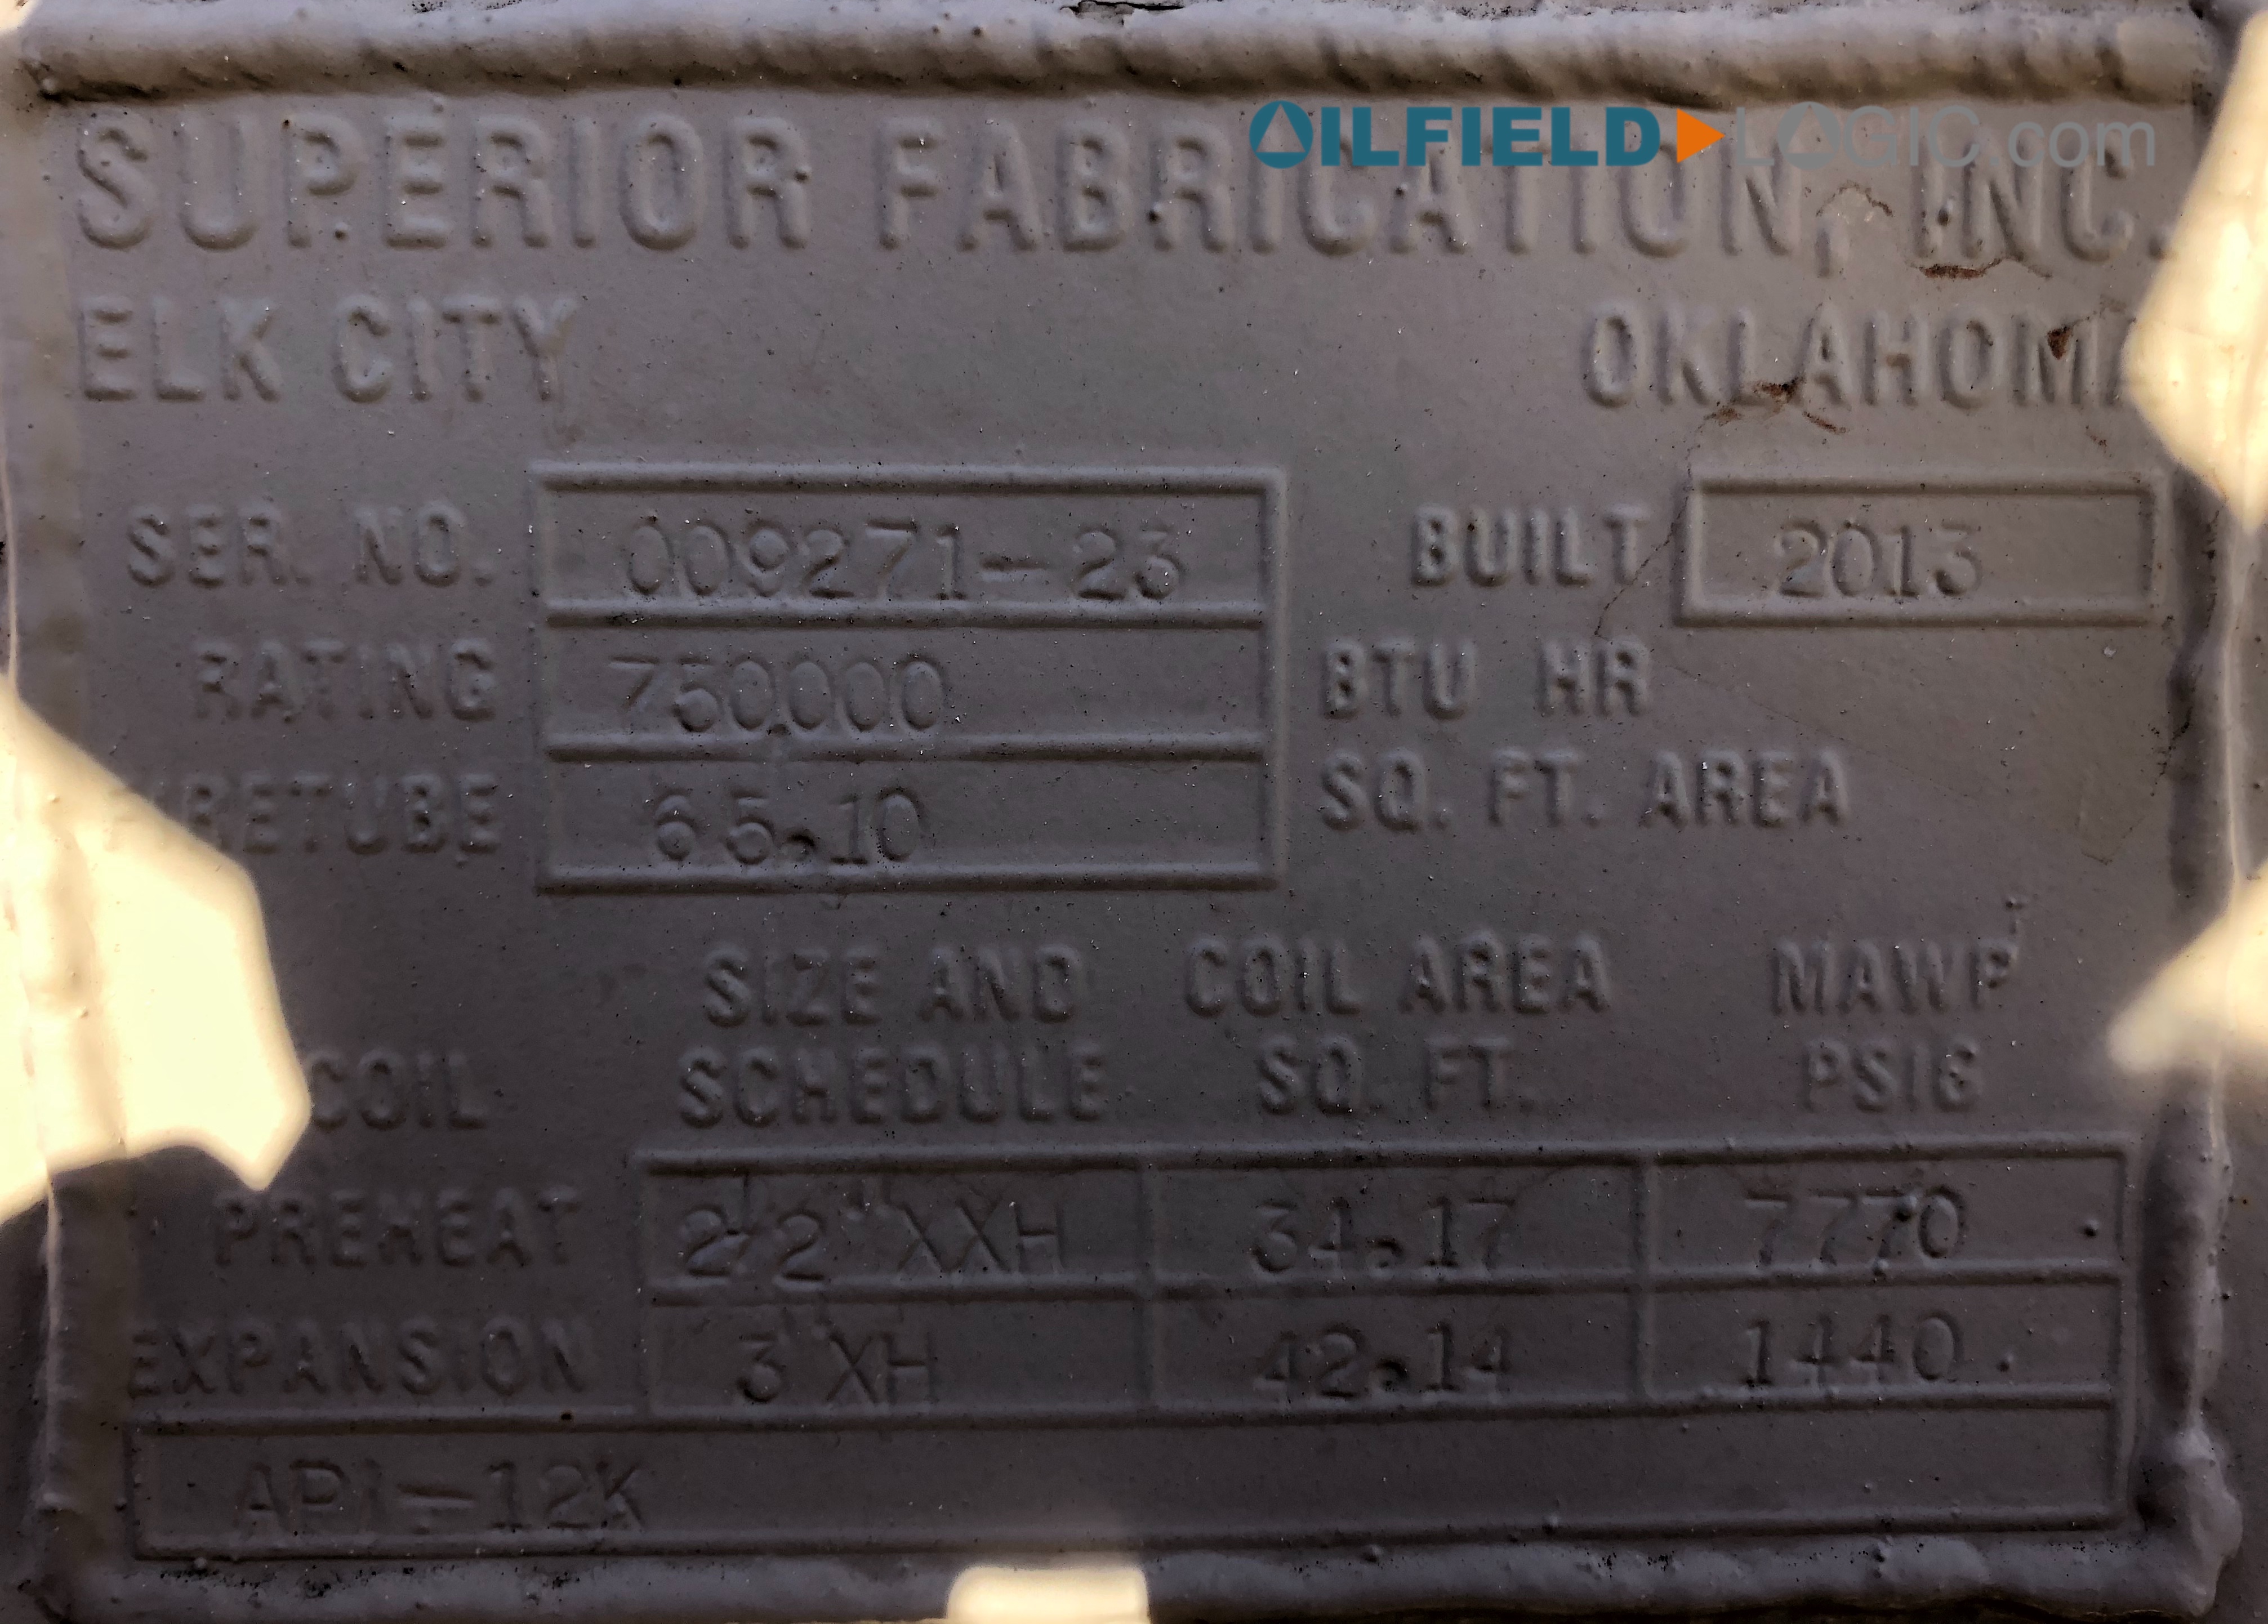 OILFIELD LOGIC.com
SUPERIOR FABRICATION, INC.
ELK CITY OKLAHOMA
SER. NO. 009271-23 BUILT 2013
RATING 750000 BTU HR
FIRETUBE 65.10 SQ. FT. AREA
SIZE AND COIL AREA MAWP
COIL SCHEDULE SQ. FT. PSIG
PREHEAT 2 1/2" XXH 34.17 7770
EXPANSION 3" XH 42.14 1440
API-12K